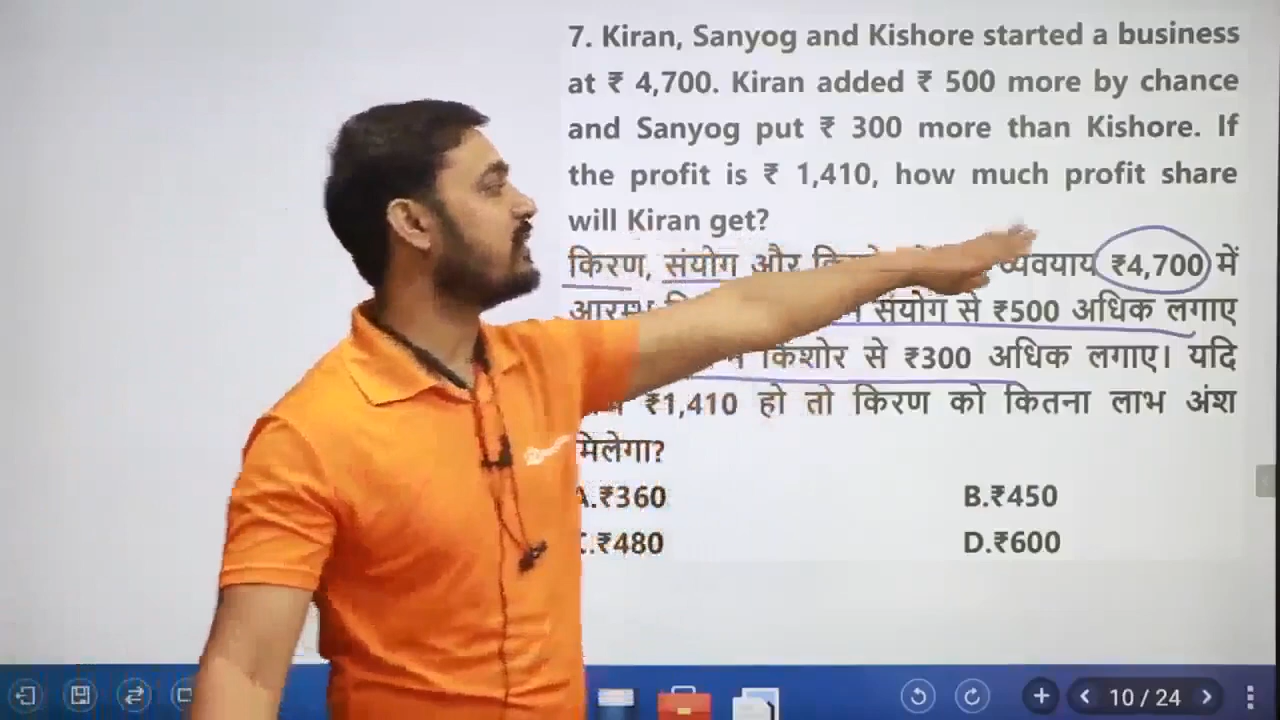 7. Kiran, Sanyog and Kishore started a business
at ₹ 4,700. Kiran added ₹ 500 more by chance
and Sanyog put ₹ 300 more than Kishore. If
the profit is ₹ 1,410, how much profit share
will Kiran get?
किरण, संयोग और व्यवयाय ₹4,700 में
संयोग से ₹500 अधिक लगाए
किशोर से ₹300 अधिक लगाए। यदि
₹1,410 हो तो किरण को कितना लाभ अंश
मिलेगा?
A.₹360 B.₹450
C.₹480 D.₹600
10 / 24